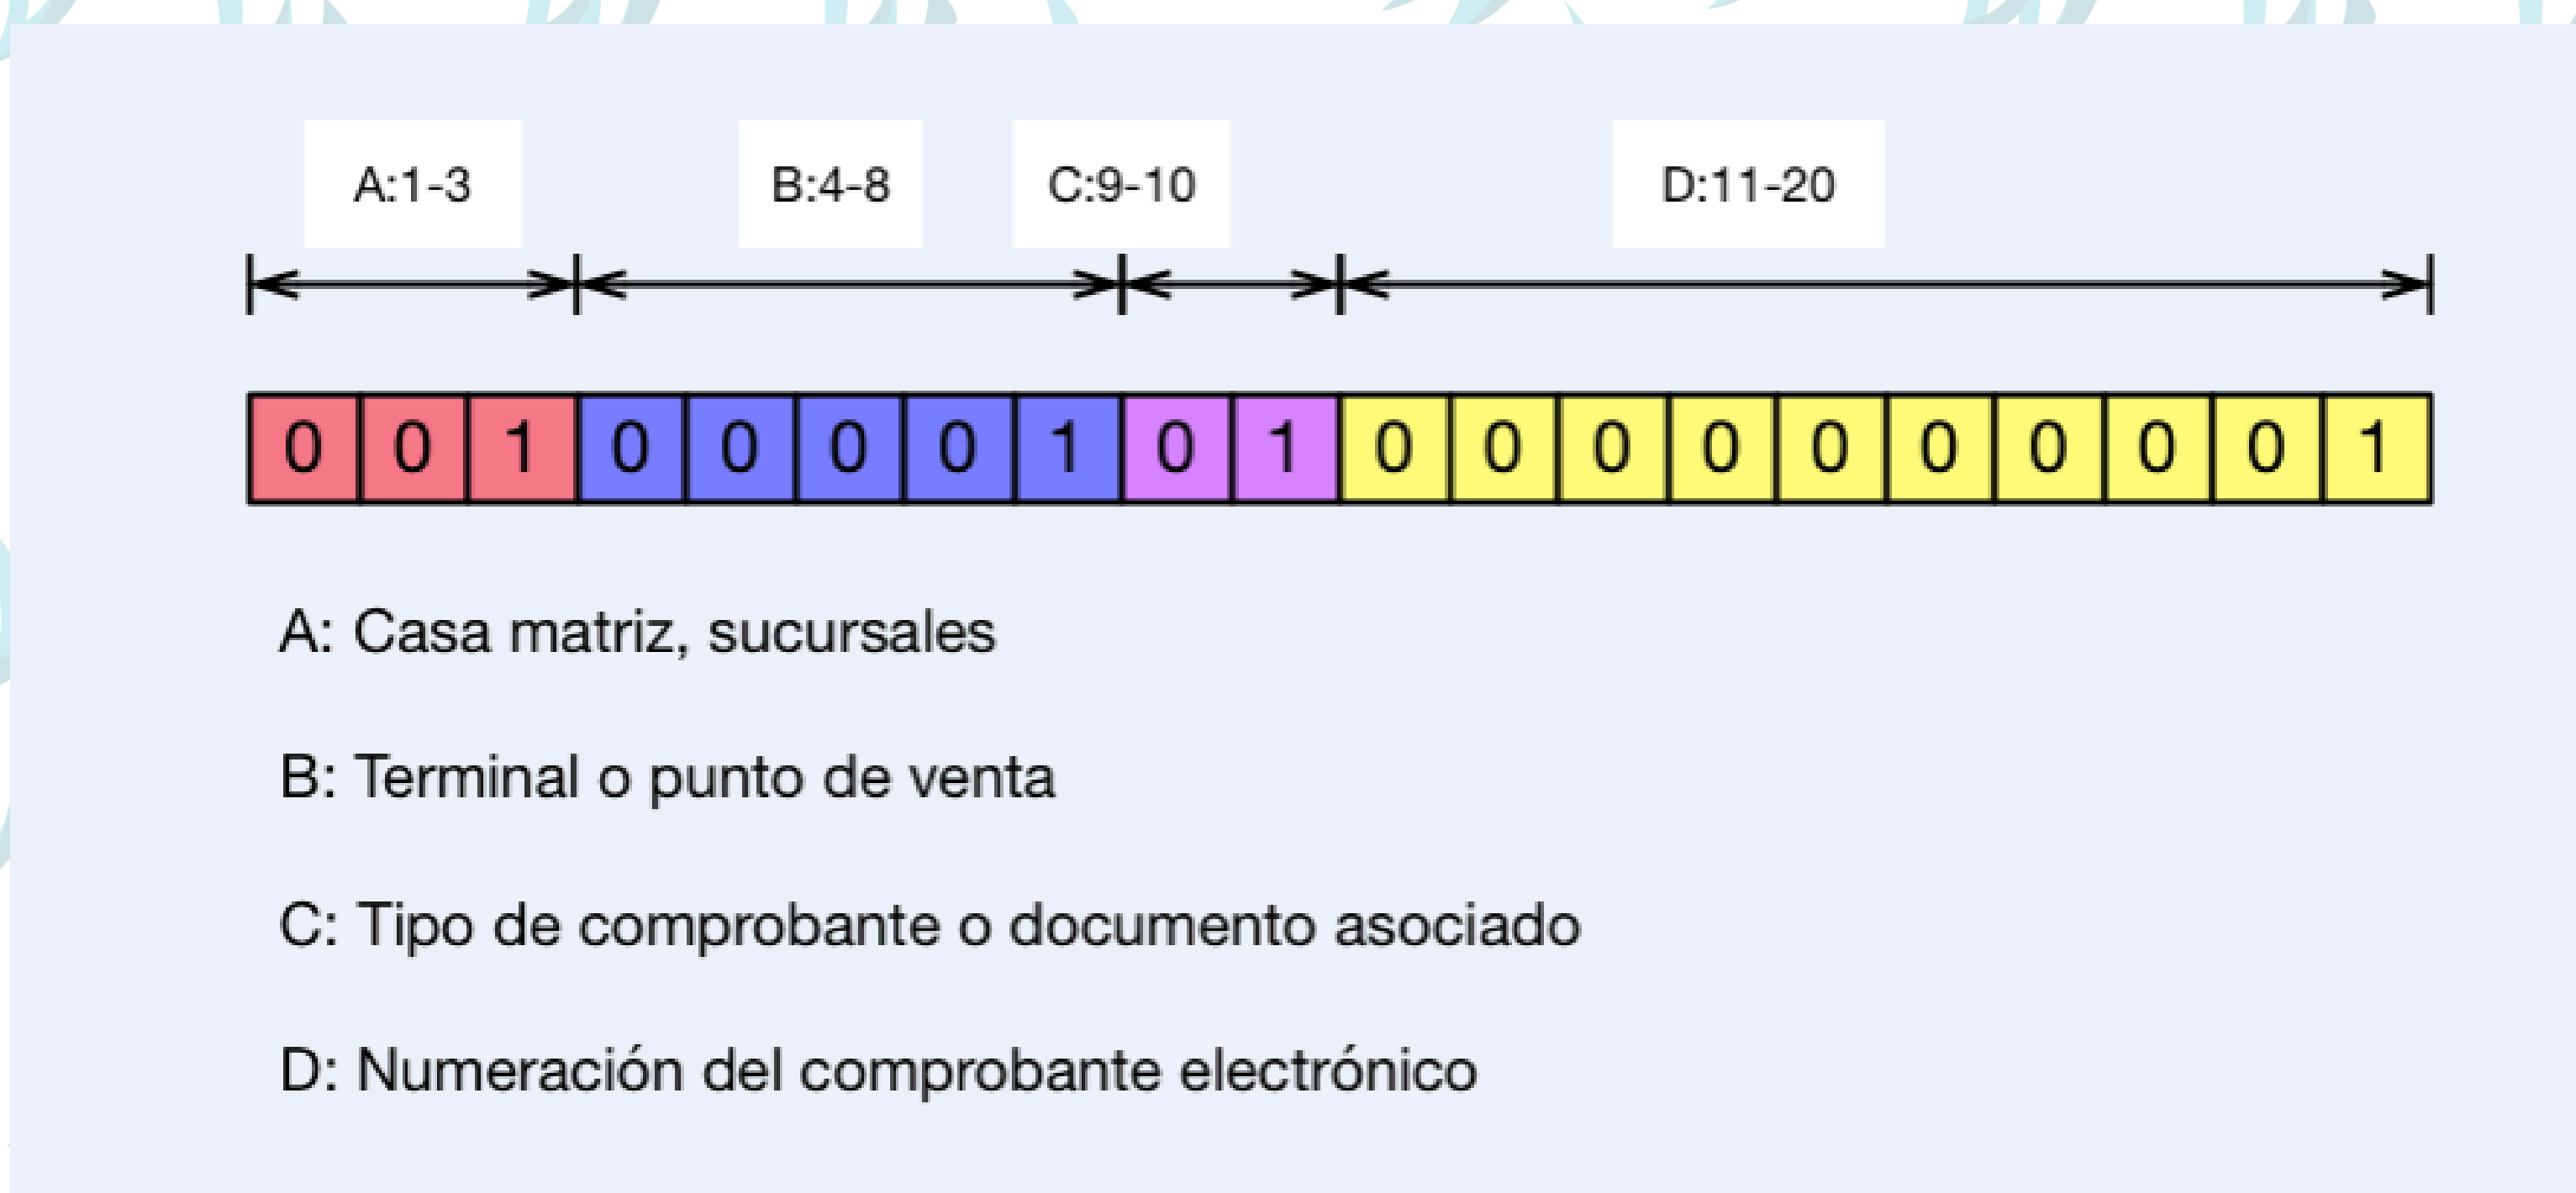 A:1-3 B:4-8 C:9-10 D:11-20
0 0 1 0 0 0 0 1 0 1 0 0 0 0 0 0 0 0 0 1
A: Casa matriz, sucursales
B: Terminal o punto de venta
C: Tipo de comprobante o documento asociado
D: Numeración del comprobante electrónico